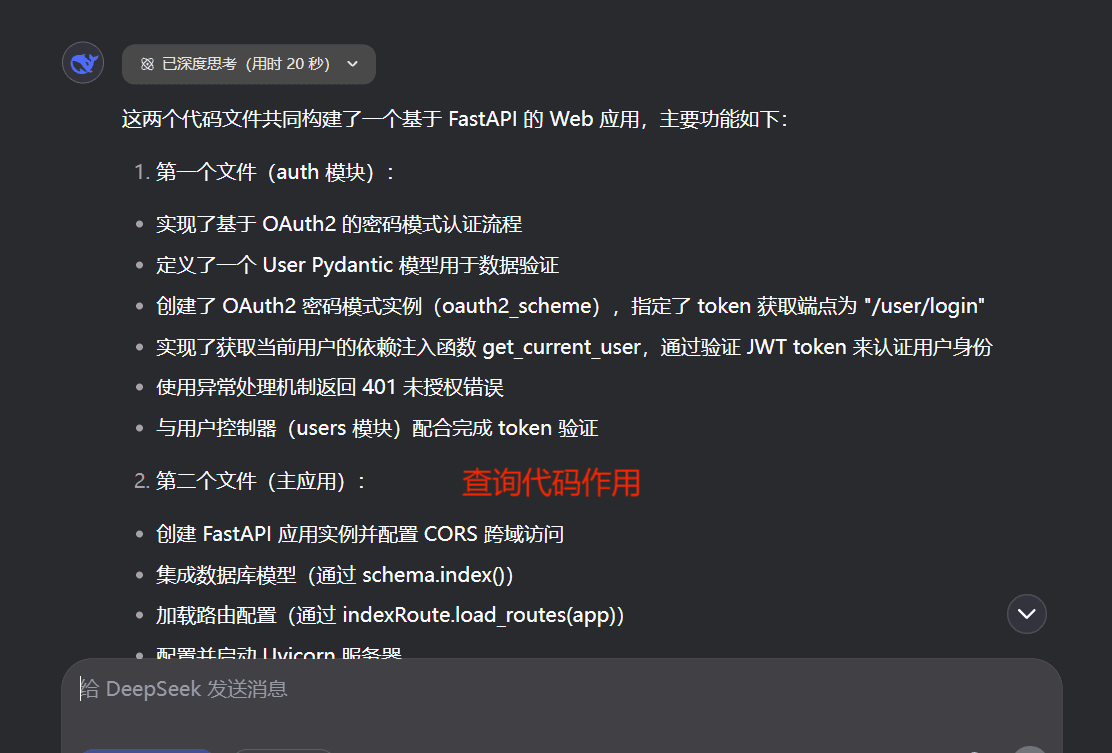 已深度思考（用时 20 秒）
这两个代码文件共同构建了一个基于 FastAPI 的 Web 应用，主要功能如下：
1. 第一个文件（auth 模块）：
实现了基于 OAuth2 的密码模式认证流程
定义了一个 User Pydantic 模型用于数据验证
创建了 OAuth2 密码模式实例（oauth2_scheme），指定了 token 获取端点为 "/user/login"
实现了获取当前用户的依赖注入函数 get_current_user，通过验证 JWT token 来认证用户身份
使用异常处理机制返回 401 未授权错误
与用户控制器（users 模块）配合完成 token 验证
2. 第二个文件（主应用）：
查询代码作用
创建 FastAPI 应用实例并配置 CORS 跨域访问
集成数据库模型（通过 schema.index()）
加载路由配置（通过 indexRoute.load_routes(app)）
配置并启动 Uvicorn 服务器
给 DeepSeek 发送消息